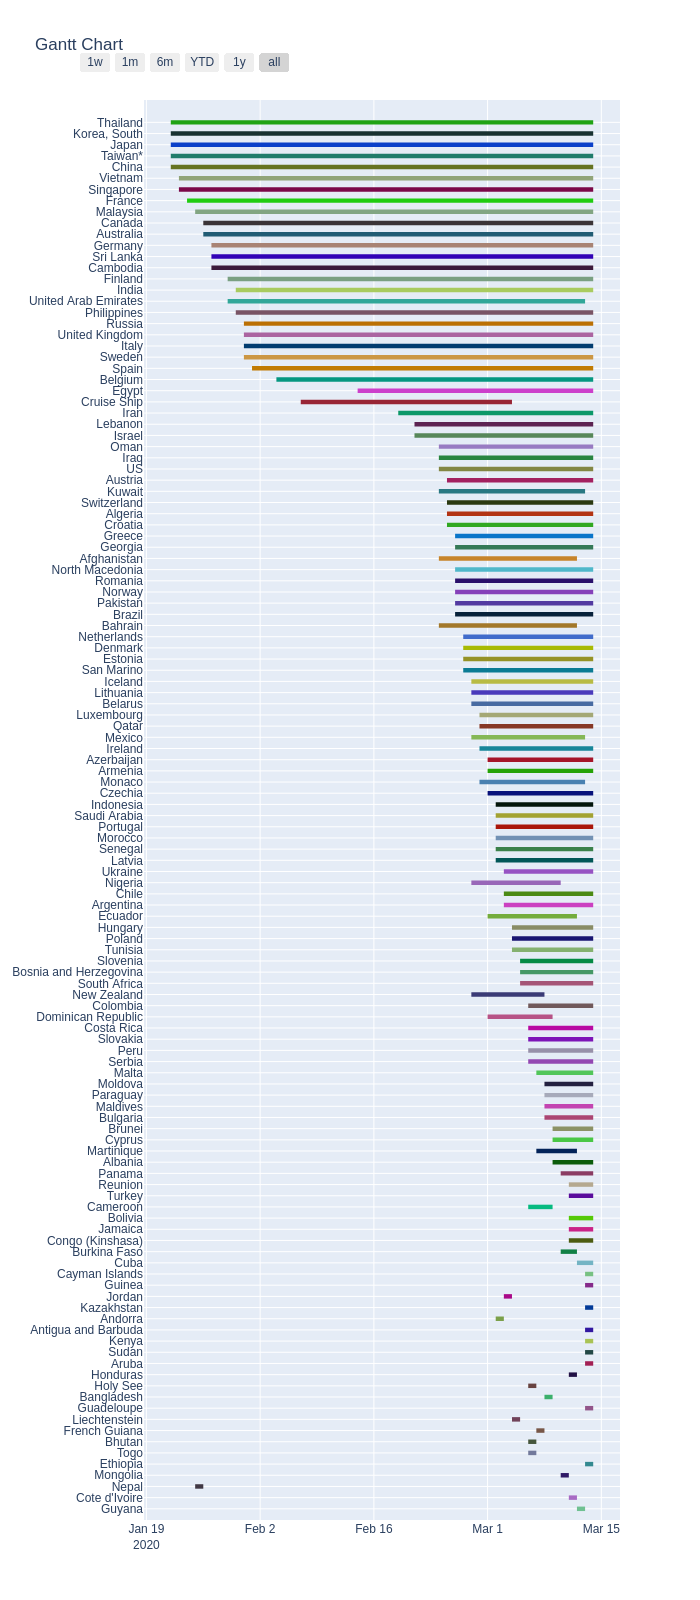 Gantt Chart
1w 1m 6m YTD 1y all
Thailand
Korea, South
Japan
Taiwan*
China
Vietnam
Singapore
France
Malaysia
Canada
Australia
Germany
Sri Lanka
Cambodia
Finland
India
United Arab Emirates
Philippines
Russia
United Kingdom
Italy
Sweden
Spain
Belgium
Egypt
Cruise Ship
Iran
Lebanon
Israel
Oman
Iraq
US
Austria
Kuwait
Switzerland
Algeria
Croatia
Greece
Georgia
Afghanistan
North Macedonia
Romania
Norway
Pakistan
Brazil
Bahrain
Netherlands
Denmark
Estonia
San Marino
Iceland
Lithuania
Belarus
Luxembourg
Qatar
Mexico
Ireland
Azerbaijan
Armenia
Monaco
Czechia
Indonesia
Saudi Arabia
Portugal
Morocco
Senegal
Latvia
Ukraine
Nigeria
Chile
Argentina
Ecuador
Hungary
Poland
Tunisia
Slovenia
Bosnia and Herzegovina
South Africa
New Zealand
Colombia
Dominican Republic
Costa Rica
Slovakia
Peru
Serbia
Malta
Moldova
Paraguay
Maldives
Bulgaria
Brunei
Cyprus
Martinique
Albania
Panama
Reunion
Turkey
Cameroon
Bolivia
Jamaica
Congo (Kinshasa)
Burkina Faso
Cuba
Cayman Islands
Guinea
Jordan
Kazakhstan
Andorra
Antigua and Barbuda
Kenya
Sudan
Aruba
Honduras
Holy See
Bangladesh
Guadeloupe
Liechtenstein
French Guiana
Bhutan
Togo
Ethiopia
Mongolia
Nepal
Cote d'Ivoire
Guyana
Jan 19 Feb 2 Feb 16 Mar 1 Mar 15
2020